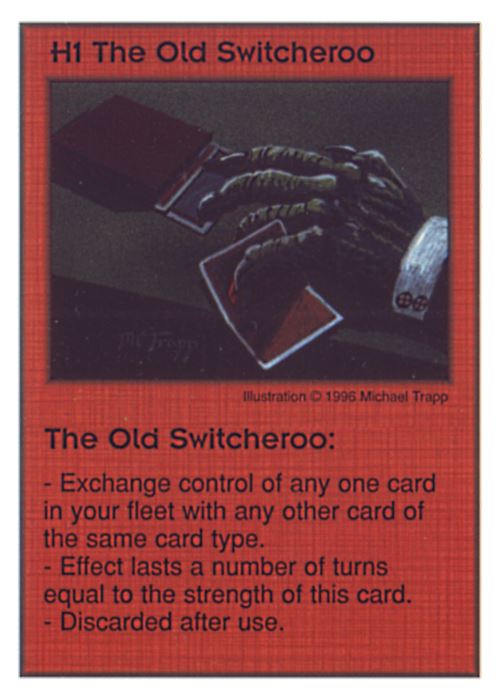 H1 The Old Switcheroo
MC Trapp
Illustration © 1996 Michael Trapp
The Old Switcheroo:
- Exchange control of any one card
in your fleet with any other card of
the same card type.
- Effect lasts a number of turns
equal to the strength of this card.
- Discarded after use.